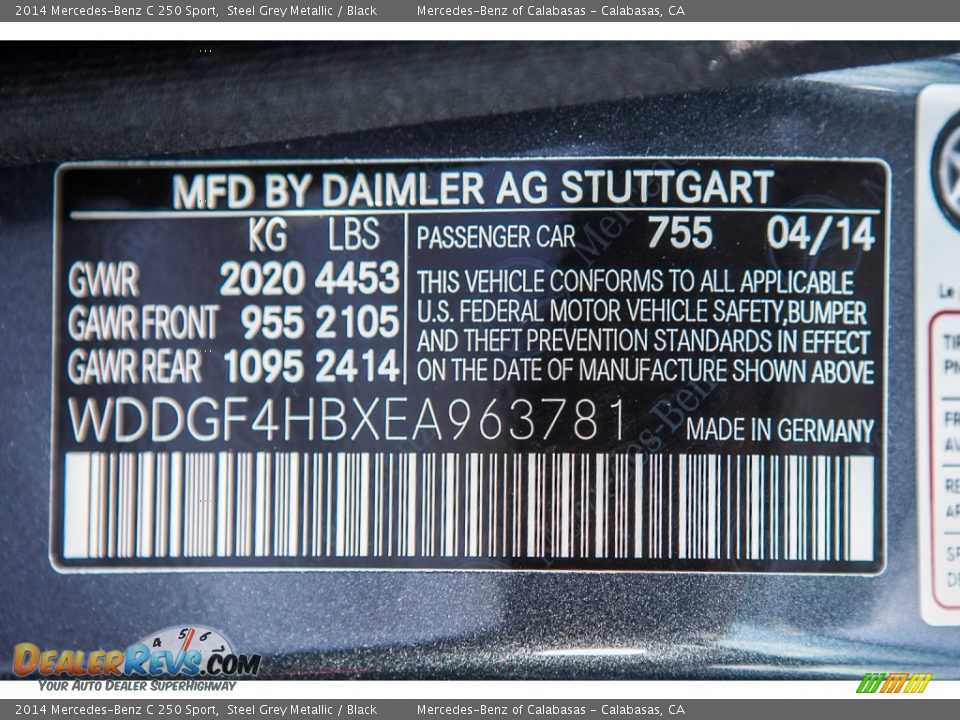 2014 Mercedes-Benz C 250 Sport, Steel Grey Metallic / Black Mercedes-Benz of Calabasas - Calabasas, CA
MFD BY DAIMLER AG STUTTGART
KG LBS
GVWR 2020 4453
GAWR FRONT 955 2105
GAWR REAR 1095 2414
PASSENGER CAR 755 04/14
THIS VEHICLE CONFORMS TO ALL APPLICABLE
U.S. FEDERAL MOTOR VEHICLE SAFETY,BUMPER
AND THEFT PREVENTION STANDARDS IN EFFECT
ON THE DATE OF MANUFACTURE SHOWN ABOVE
WDDGF4HBXEA963781
MADE IN GERMANY
Le
4 5 6
DEALERREVS.COM
YOUR AUTO DEALER SUPERHIGHWAY
2014 Mercedes-Benz C 250 Sport, Steel Grey Metallic / Black Mercedes-Benz of Calabasas - Calabasas, CA